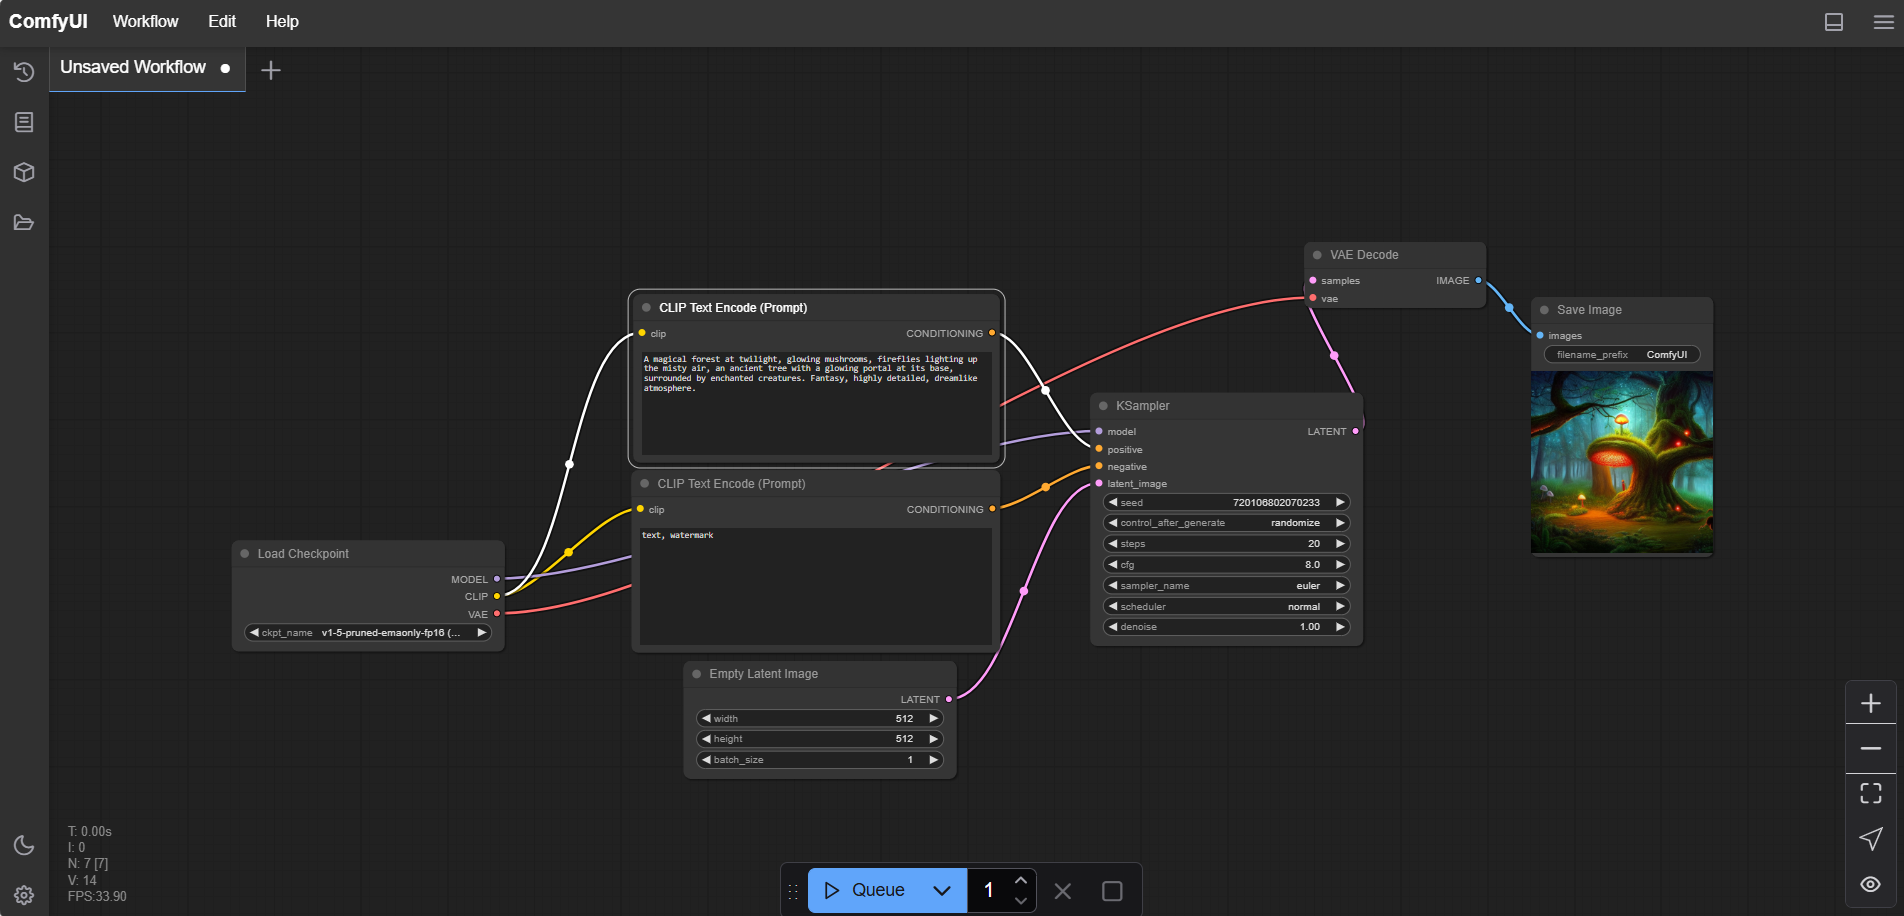 ComfyUI Workflow Edit Help
Unsaved Workflow
VAE Decode
samples IMAGE
vae
Save Image
images
filename_prefix ComfyUI
CLIP Text Encode (Prompt)
clip CONDITIONING
A magical forest at twilight, glowing mushrooms, fireflies lighting up
the misty air, an ancient tree with a glowing portal at its base,
surrounded by enchanted creatures. Fantasy, highly detailed, dreamlike
atmosphere.
CLIP Text Encode (Prompt)
clip CONDITIONING
text, watermark
KSampler
model LATENT
positive
negative
latent_image
seed 720106802070233
control_after_generate randomize
steps 20
cfg 8.0
sampler_name euler
scheduler normal
denoise 1.00
Load Checkpoint
MODEL
CLIP
VAE
ckpt_name v1-5-pruned-emaonly-fp16 (...
Empty Latent Image
LATENT
width 512
height 512
batch_size 1
T: 0.00s
I: 0
N: 7 [7]
V: 14
FPS:33.90
Queue 1